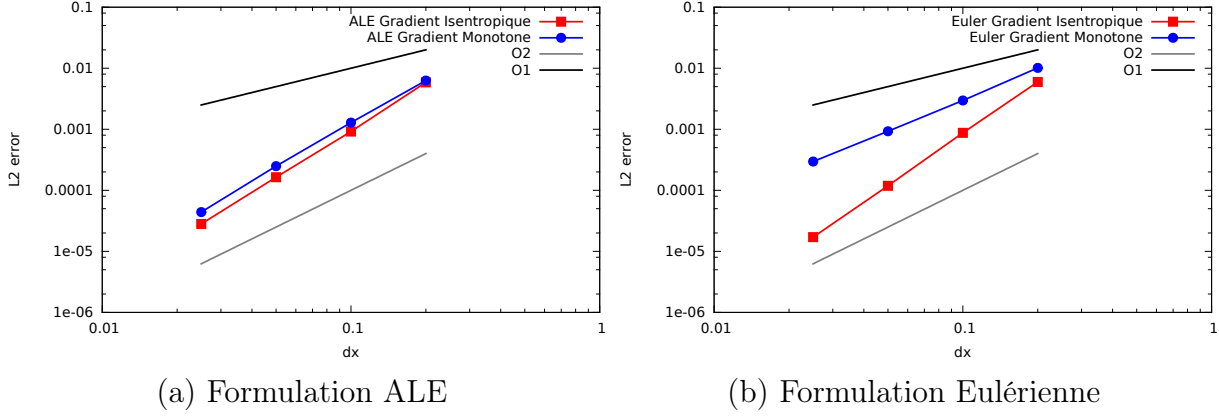 0.1
0.01
0.001
0.0001
1e-05
1e-06
L2 error
0.01
0.1
1
dx
ALE Gradient Isentropique
ALE Gradient Monotone
O2
O1
(a) Formulation ALE
0.1
0.01
0.001
0.0001
1e-05
1e-06
L2 error
0.01
0.1
1
dx
Euler Gradient Isentropique
Euler Gradient Monotone
O2
O1
(b) Formulation Eulérienne